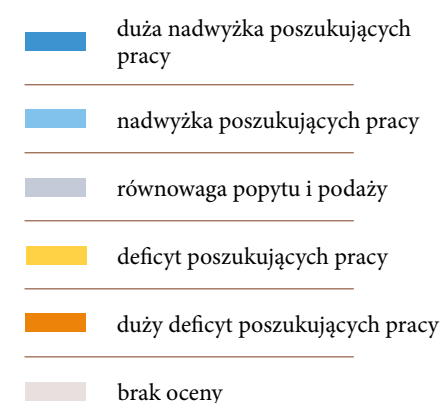 duża nadwyżka poszukujących
pracy
nadwyżka poszukujących pracy
równowaga popytu i podaży
deficyt poszukujących pracy
duży deficyt poszukujących pracy
brak oceny